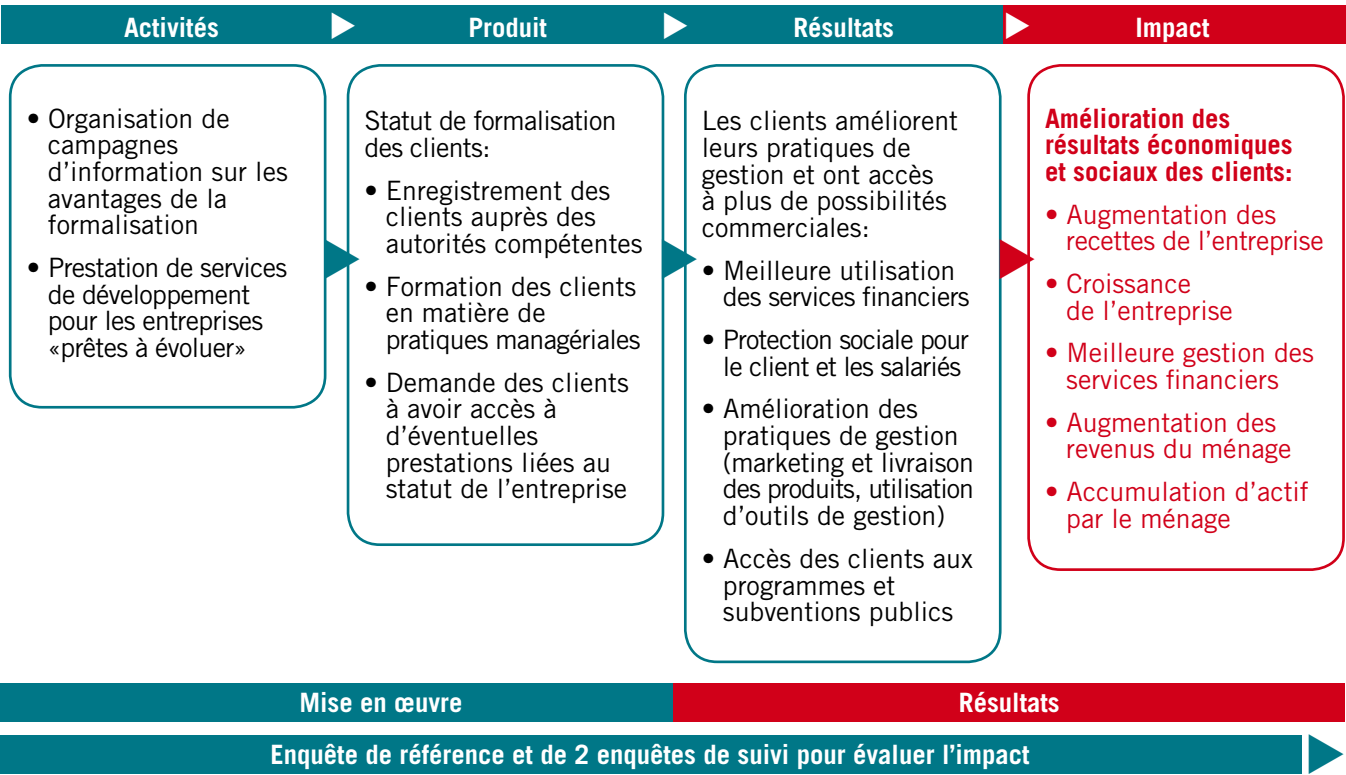 Activités
Produit
Résultats
Impact
• Organisation de
campagnes
d’information sur les
avantages de la
formalisation
• Prestation de services
de développement
pour les entreprises
«prêtes à évoluer»
Statut de formalisation
des clients:
• Enregistrement des
clients auprès des
autorités compétentes
• Formation des clients
en matière de
pratiques managériales
• Demande des clients
à avoir accès à
d’éventuelles
prestations liées au
statut de l’entreprise
Les clients améliorent
leurs pratiques de
gestion et ont accès
à plus de possibilités
commerciales:
• Meilleure utilisation
des services financiers
• Protection sociale pour
le client et les salariés
• Amélioration des
pratiques de gestion
(marketing et livraison
des produits, utilisation
d’outils de gestion)
• Accès des clients aux
programmes et
subventions publics
Amélioration des
résultats économiques
et sociaux des clients:
• Augmentation des
recettes de l’entreprise
• Croissance
de l’entreprise
• Meilleure gestion des
services financiers
• Augmentation des
revenus du ménage
• Accumulation d’actif
par le ménage
Mise en œuvre
Résultats
Enquête de référence et de 2 enquêtes de suivi pour évaluer l’impact